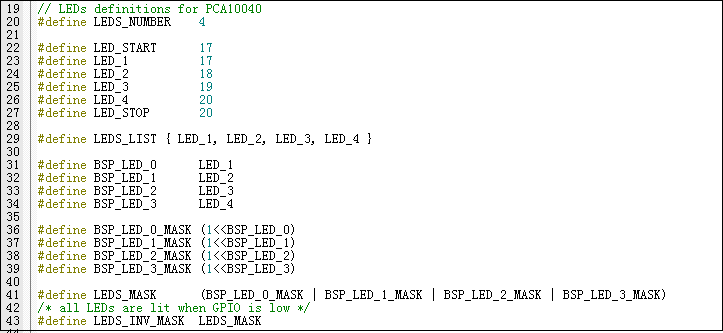 19 // LEDs definitions for PCA10040
20 #define LEDS_NUMBER    4
21
22 #define LED_START      17
23 #define LED_1          17
24 #define LED_2          18
25 #define LED_3          19
26 #define LED_4          20
27 #define LED_STOP       20
28
29 #define LEDS_LIST { LED_1, LED_2, LED_3, LED_4 }
30
31 #define BSP_LED_0      LED_1
32 #define BSP_LED_1      LED_2
33 #define BSP_LED_2      LED_3
34 #define BSP_LED_3      LED_4
35
36 #define BSP_LED_0_MASK (1<<BSP_LED_0)
37 #define BSP_LED_1_MASK (1<<BSP_LED_1)
38 #define BSP_LED_2_MASK (1<<BSP_LED_2)
39 #define BSP_LED_3_MASK (1<<BSP_LED_3)
40
41 #define LEDS_MASK      (BSP_LED_0_MASK | BSP_LED_1_MASK | BSP_LED_2_MASK | BSP_LED_3_MASK)
42 /* all LEDs are lit when GPIO is low */
43 #define LEDS_INV_MASK  LEDS_MASK